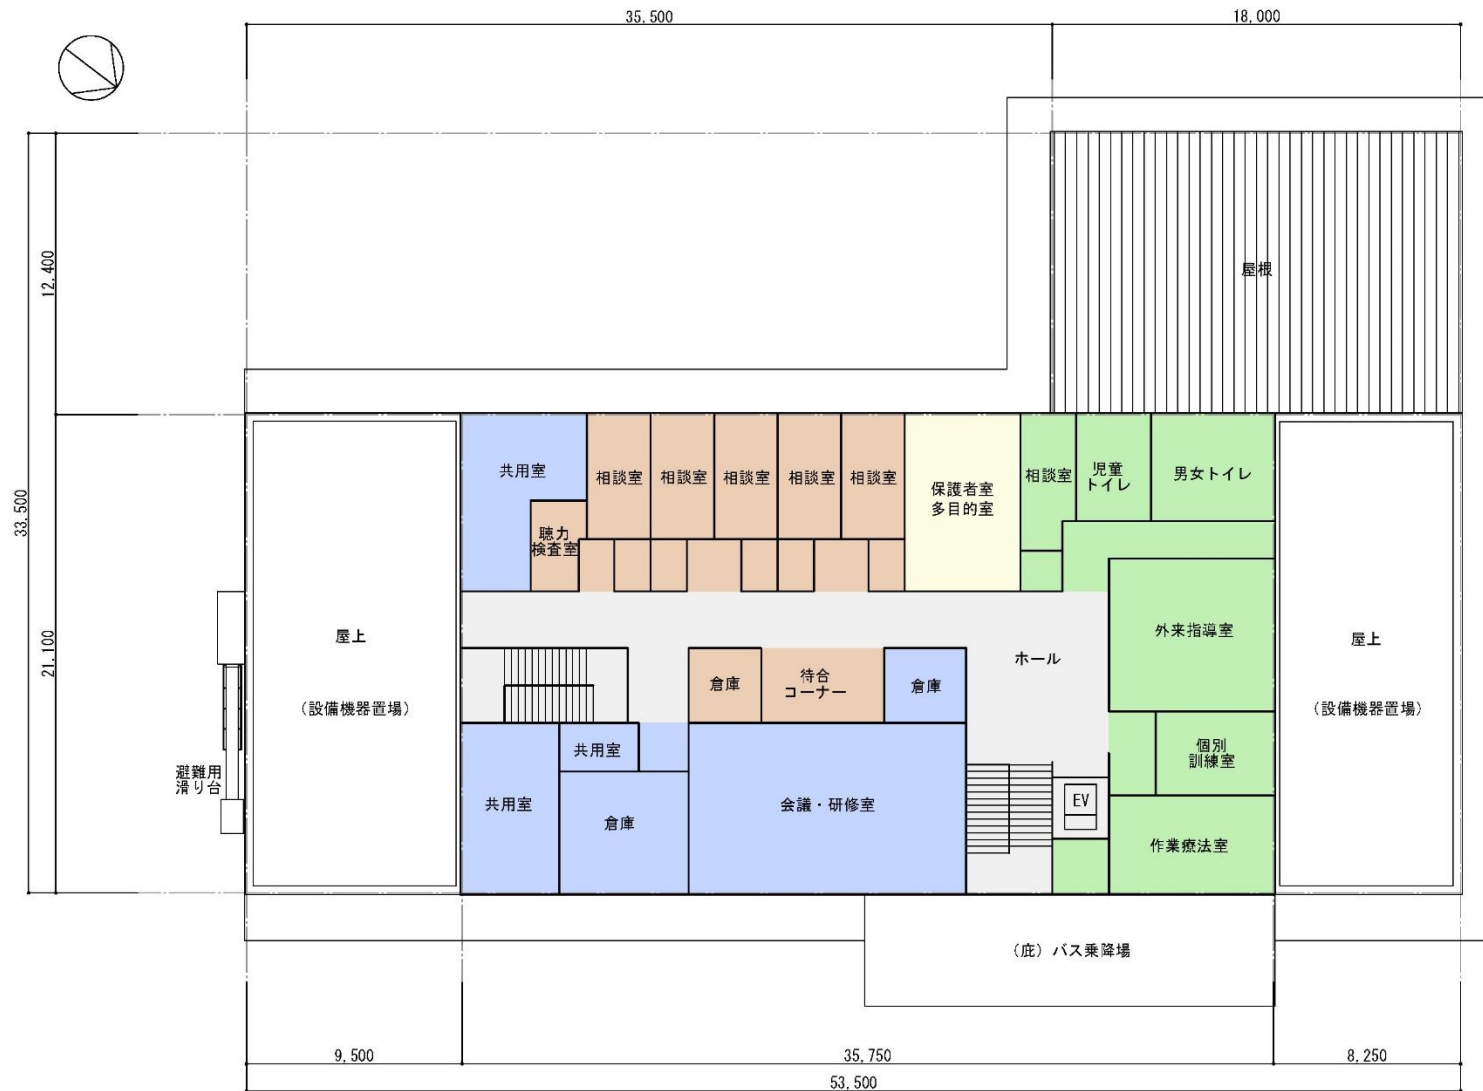 35,500
18,000
12,400
屋根
33,500
21,100
共用室
相談室
相談室
相談室
相談室
相談室
保護者室
多目的室
相談室
児童
トイレ
男女トイレ
聴力
検査室
屋上
（設備機器置場）
倉庫
待合
コーナー
倉庫
ホール
外来指導室
屋上
（設備機器置場）
避難用
滑り台
共用室
共用室
倉庫
会議・研修室
EV
個別
訓練室
作業療法室
（庇）バス乗降場
9,500
35,750
8,250
53,500